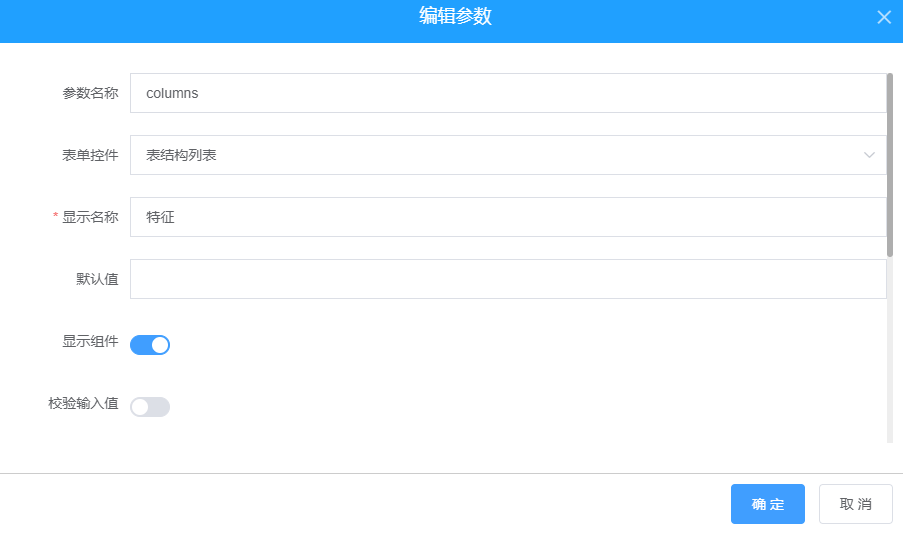 编辑参数
参数名称 columns
表单控件 表结构列表
* 显示名称 特征
默认值
显示组件
校验输入值
确 定 取 消